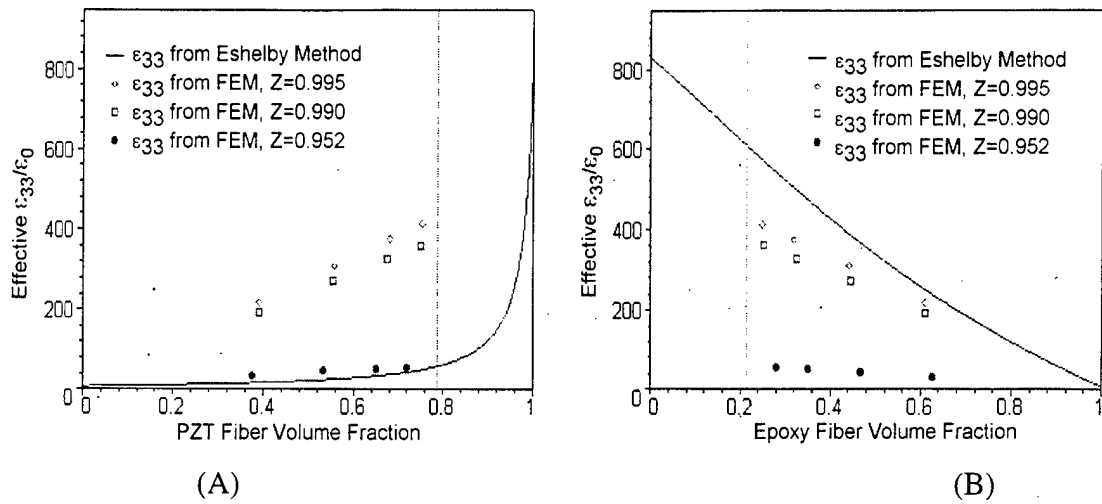 ε33 from Eshelby Method
ε33 from FEM, Z=0.995
ε33 from FEM, Z=0.990
ε33 from FEM, Z=0.952
800
600
400
200
0
Effective ε33/ε0
0 0.2 0.4 0.6 0.8 1
PZT Fiber Volume Fraction
(A)
ε33 from Eshelby Method
ε33 from FEM, Z=0.995
ε33 from FEM, Z=0.990
ε33 from FEM, Z=0.952
800
600
400
200
0
Effective ε33/ε0
0 0.2 0.4 0.6 0.8 1
Epoxy Fiber Volume Fraction
(B)